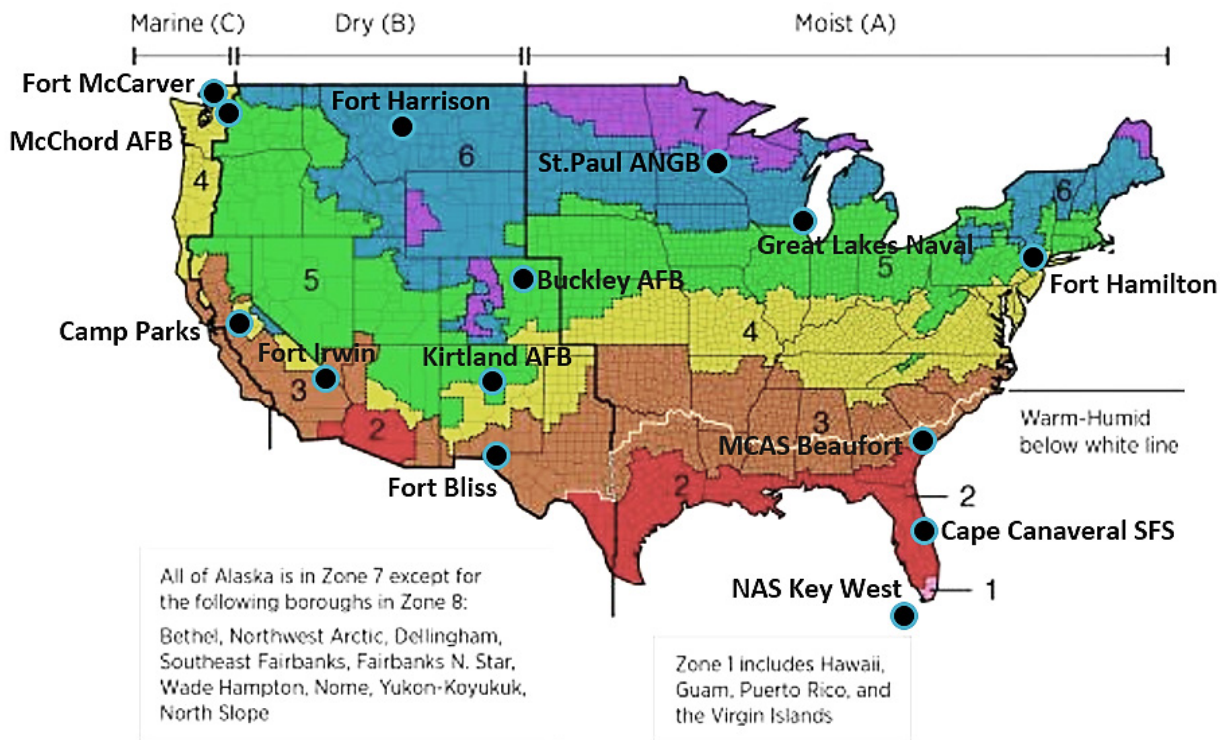 Marine (C)
Dry (B)
Moist (A)
Fort McCarver
McChord AFB
Fort Harrison
7
6
St.Paul ANGB
4
6
Great Lakes Naval
5
5
Buckley AFB
Fort Hamilton
Camp Parks
4
Fort Irwin
Kirtland AFB
3
2
3
Warm-Humid
below white line
MCAS Beaufort
Fort Bliss
2
2
Cape Canaveral SFS
NAS Key West
1
All of Alaska is in Zone 7 except for
the following boroughs in Zone 8:
Bethel, Northwest Arctic, Dellingham,
Southeast Fairbanks, Fairbanks N. Star,
Wade Hampton, Nome, Yukon-Koyukuk,
North Slope
Zone 1 includes Hawaii,
Guam, Puerto Rico, and
the Virgin Islands